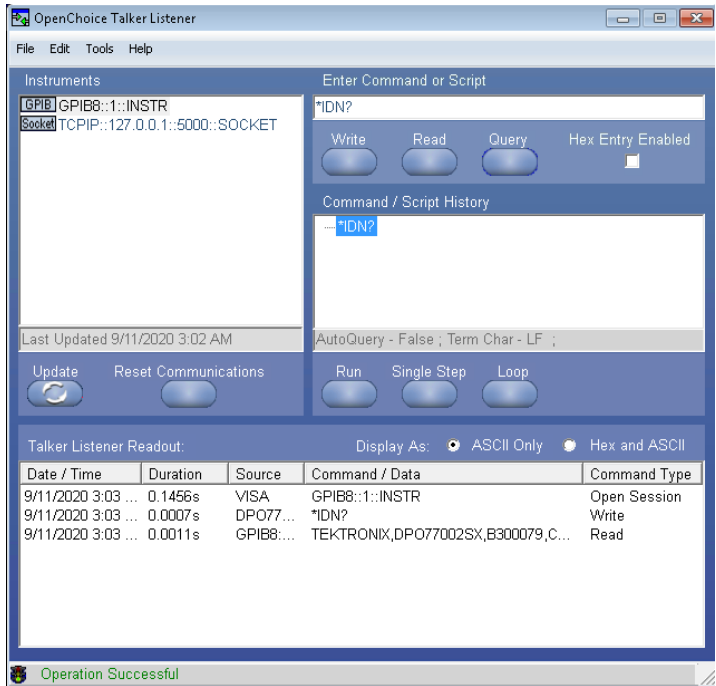 OpenChoice Talker Listener
File Edit Tools Help
Instruments
GPIB GPIB8::1::INSTR
Socket TCPIP::127.0.0.1::5000::SOCKET
Last Updated 9/11/2020 3:02 AM
Update Reset Communications
Enter Command or Script
*IDN?
Write Read Query Hex Entry Enabled
Command / Script History
*IDN?
AutoQuery - False ; Term Char - LF ;
Run Single Step Loop
Talker Listener Readout: Display As: ASCII Only Hex and ASCII
Date / Time Duration Source Command / Data Command Type
9/11/2020 3:03 ... 0.1456s VISA GPIB8::1::INSTR Open Session
9/11/2020 3:03 ... 0.0007s DPO77... *IDN? Write
9/11/2020 3:03 ... 0.0011s GPIB8:... TEKTRONIX,DPO77002SX,B300079,C... Read
Operation Successful